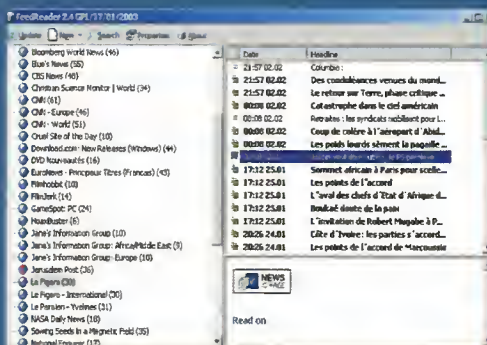 FeedReader 2.4 GPL/17/01/2003
Update New Search Properties About
Bloomberg World News (46)
Blue's News (55)
CBS News (48)
Christian Science Monitor | World (34)
CNN (61)
CNN - Europe (46)
CNN - World (51)
Cruel Site of the Day (10)
Download.com: New Releases (Windows) (44)
DVD Nouveautés (16)
EuroNews - Principaux Titres (Francais) (43)
Filmhobbit (10)
FilmJerk (14)
GameSpot: PC (24)
HoaxBuster (6)
Jane's Information Group (10)
Jane's Information Group: Africa/Middle East (9)
Jane's Information Group: Europe (10)
Jerusalem Post (36)
Le Figaro (30)
Le Figaro - International (30)
Le Parisien - Yvelines (31)
NASA Daily News (18)
Sowing Seeds in a Magnetic Field (35)
National Enquirer (17)
Date Headline
21:57 02.02 Columbia :
21:57 02.02 Des condoléances venues du mond...
21:57 02.02 Le retour sur Terre, phase critique ...
00:08 02.02 Catastrophe dans le ciel américain
00:08 02.02 Retraites : les syndicats mobilisent pour l...
00:08 02.02 Coup de colère à l'aéroport d'Abid...
00:08 02.02 Les poids lourds sèment la pagaille ...
17:12 25.01 Sommet africain à Paris pour scelle...
17:12 25.01 Les points de l'accord
17:12 25.01 L'aval des chefs d'Etat d'Afrique d...
17:12 25.01 Bouaké doute de la paix
17:12 25.01 L'invitation de Robert Mugabe à P...
20:26 24.01 Côte d'Ivoire : les parties s'accord...
20:26 24.01 Les points de l'accord de Marcoussis
NEWS
Read on